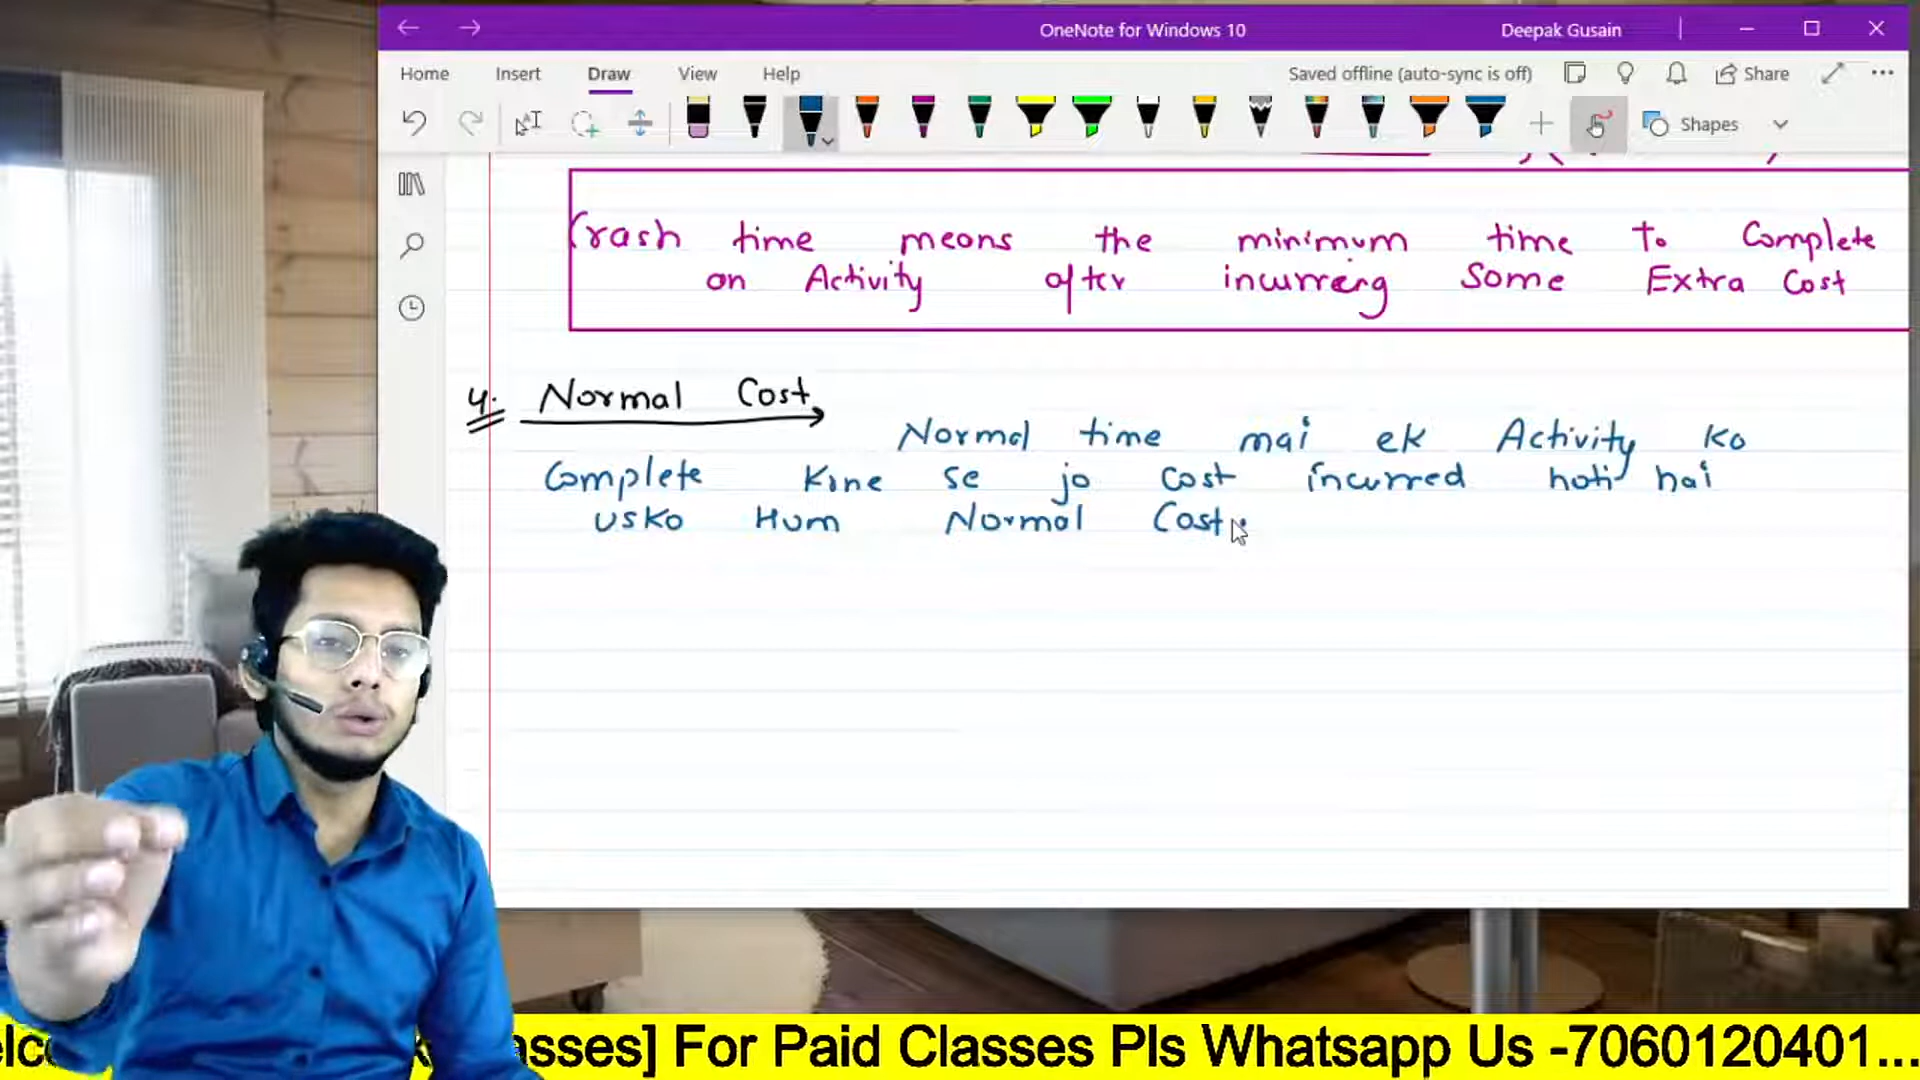 OneNote for Windows 10
Deepak Gusain
Home Insert Draw View Help
Saved offline (auto-sync is off)
Share
Shapes
Crash time means the minimum time To Complete
an Activity after incurring Some Extra Cost
4. Normal Cost
Normal time mai ek Activity ko
Complete krne se jo cost incurred hoti hai
usko Hum Normal Cost
asses] For Paid Classes Pls Whatsapp Us -7060120401...